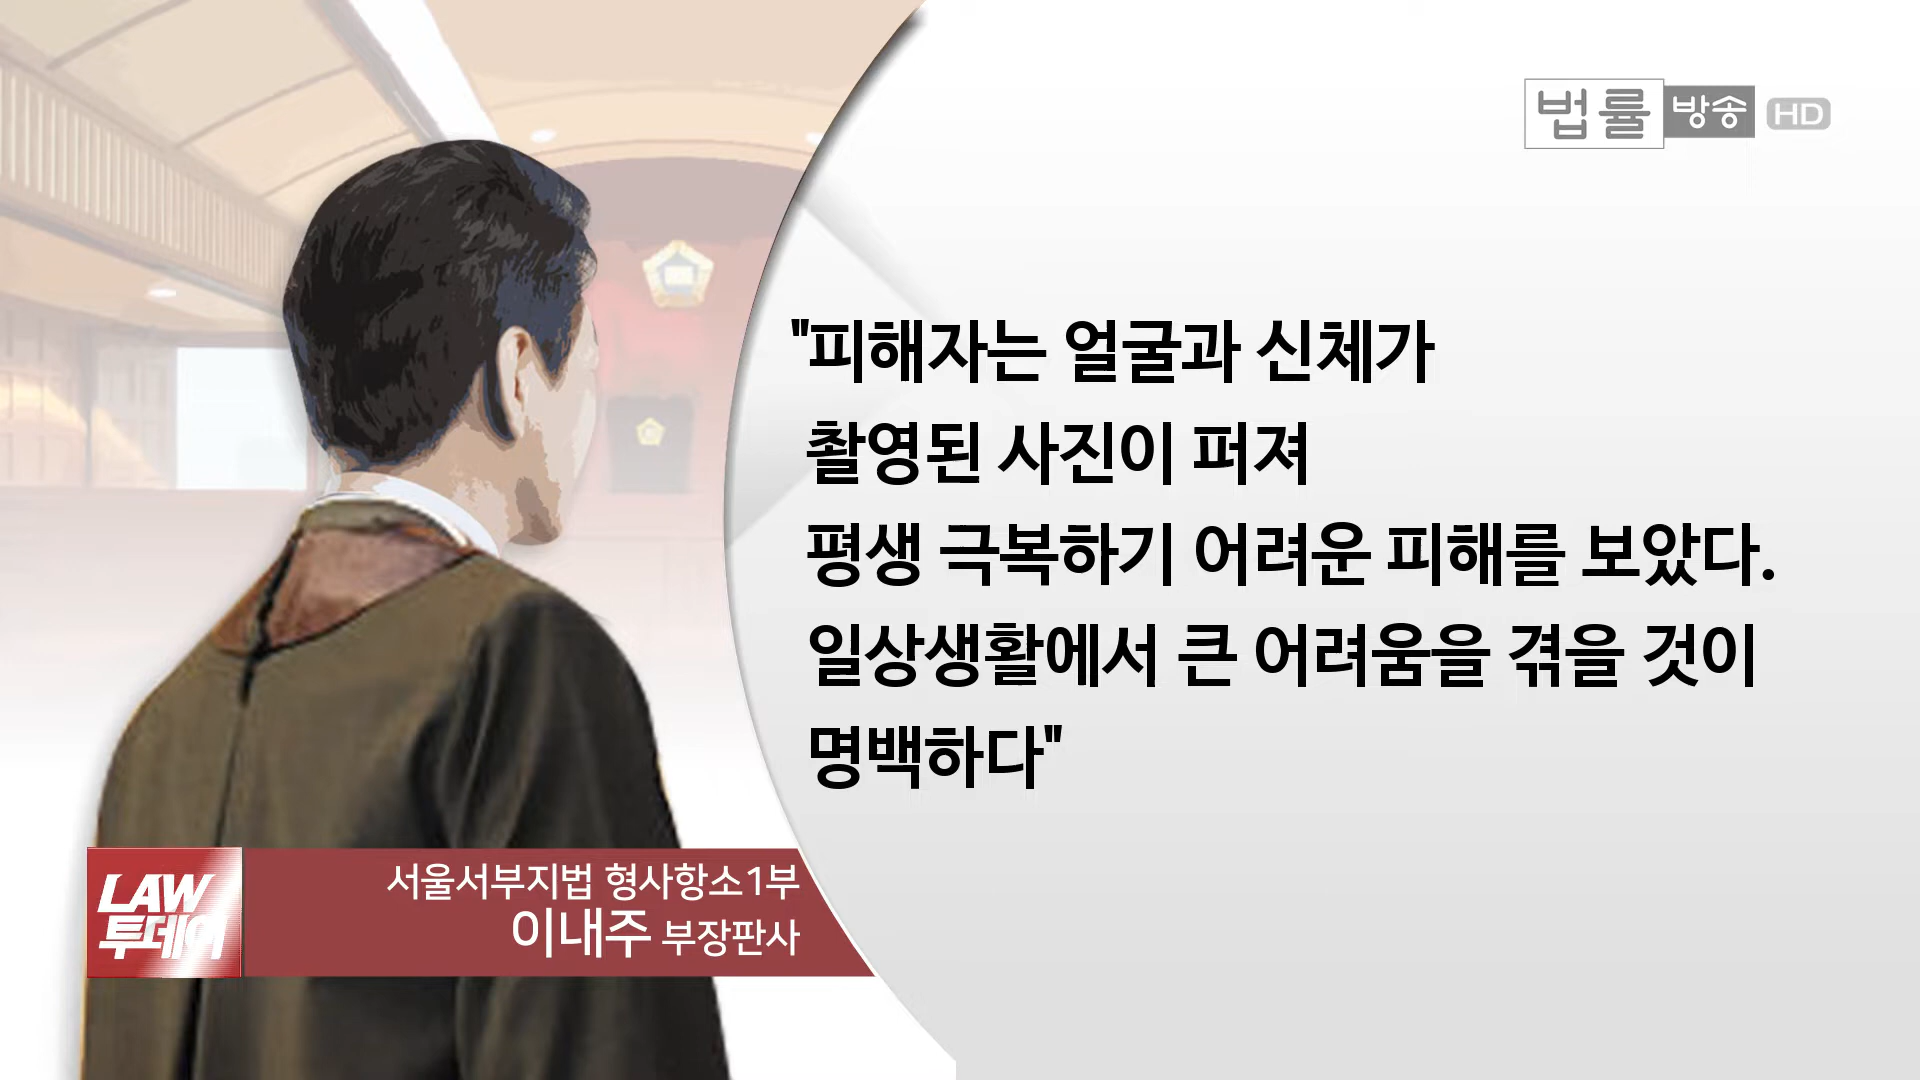 법률방송 HD
"피해자는 얼굴과 신체가
촬영된 사진이 퍼져
평생 극복하기 어려운 피해를 보았다.
일상생활에서 큰 어려움을 겪을 것이
명백하다"
LAW
투데이
서울서부지법 형사항소1부
이내주 부장판사